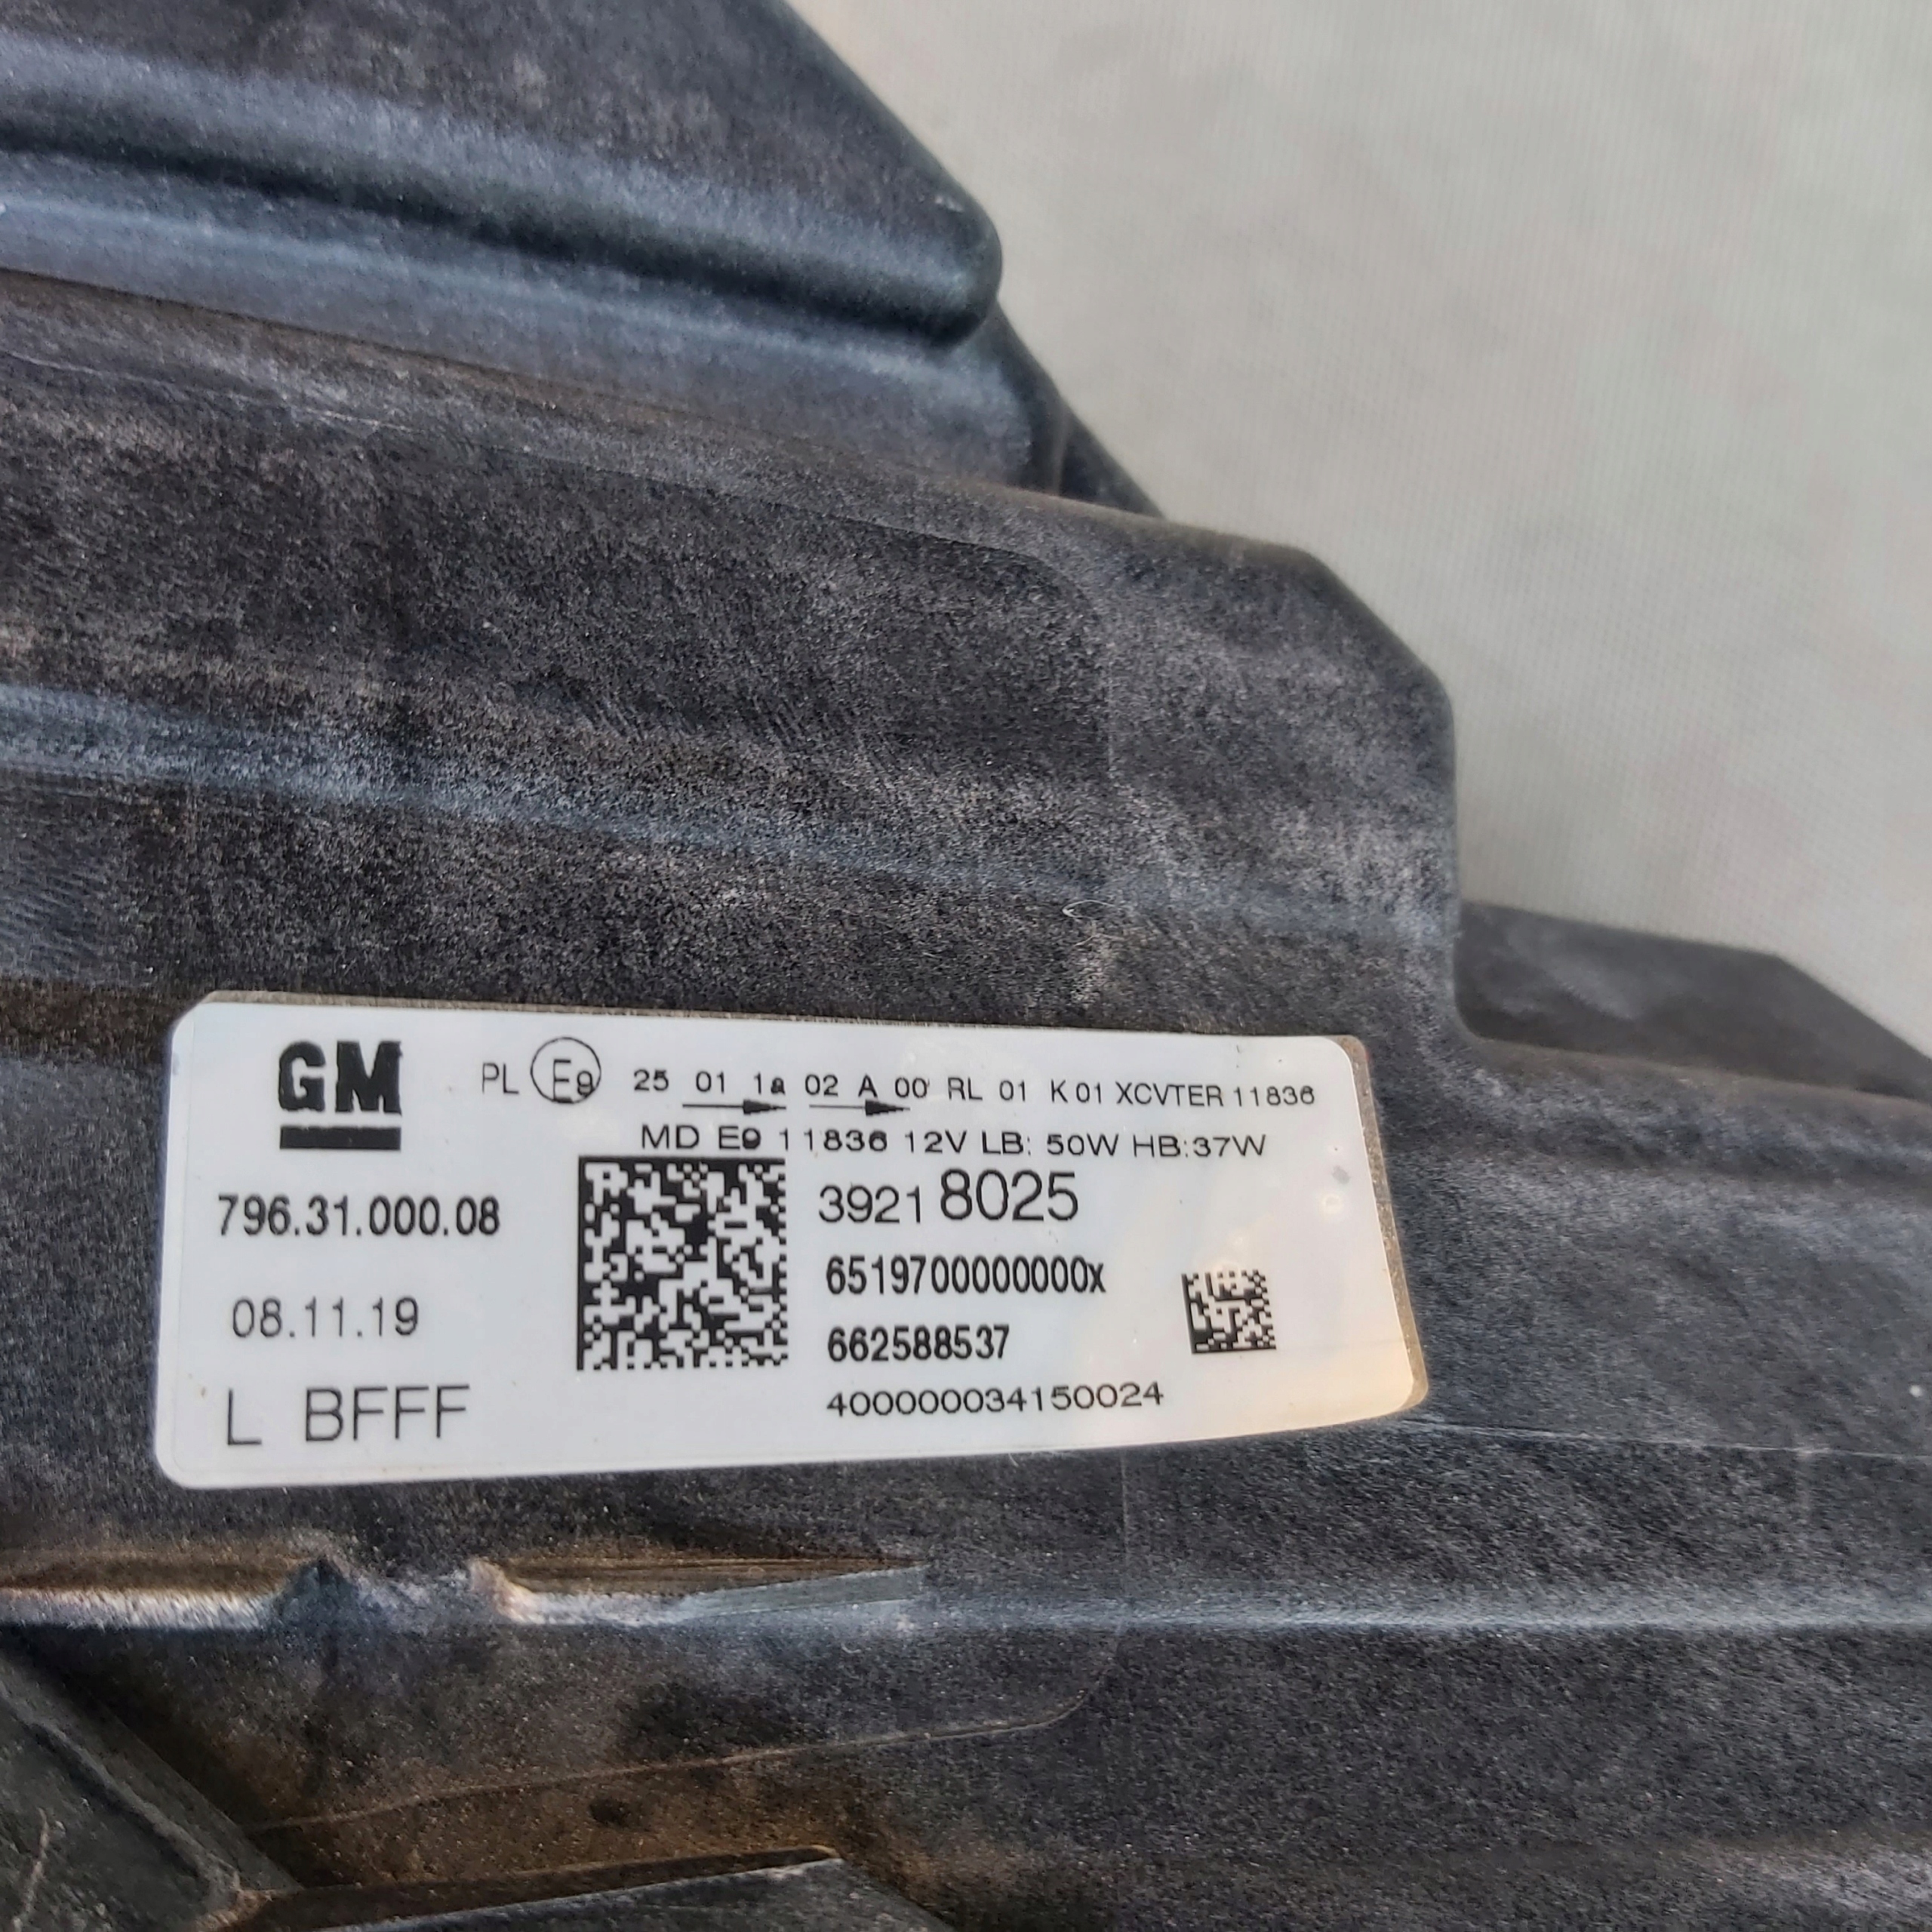 GM
PL E9 25 01 1a 02 A 00 RL 01 K 01 XCVTER 11836
MD E9 11836 12V LB: 50W HB:37W
796.31.000.08
39218025
6519700000000x
08.11.19
662588537
L BFFF
400000034150024